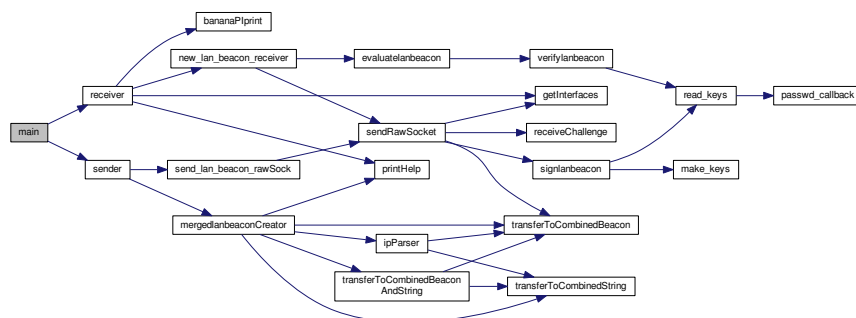 bananaPIprint
new_lan_beacon_receiver
evaluatelanbeacon
verifylanbeacon
receiver
getInterfaces
read_keys
passwd_callback
main
sendRawSocket
receiveChallenge
sender
send_lan_beacon_rawSock
printHelp
signlanbeacon
make_keys
mergedlanbeaconCreator
transferToCombinedBeacon
ipParser
transferToCombinedBeacon
AndString
transferToCombinedString